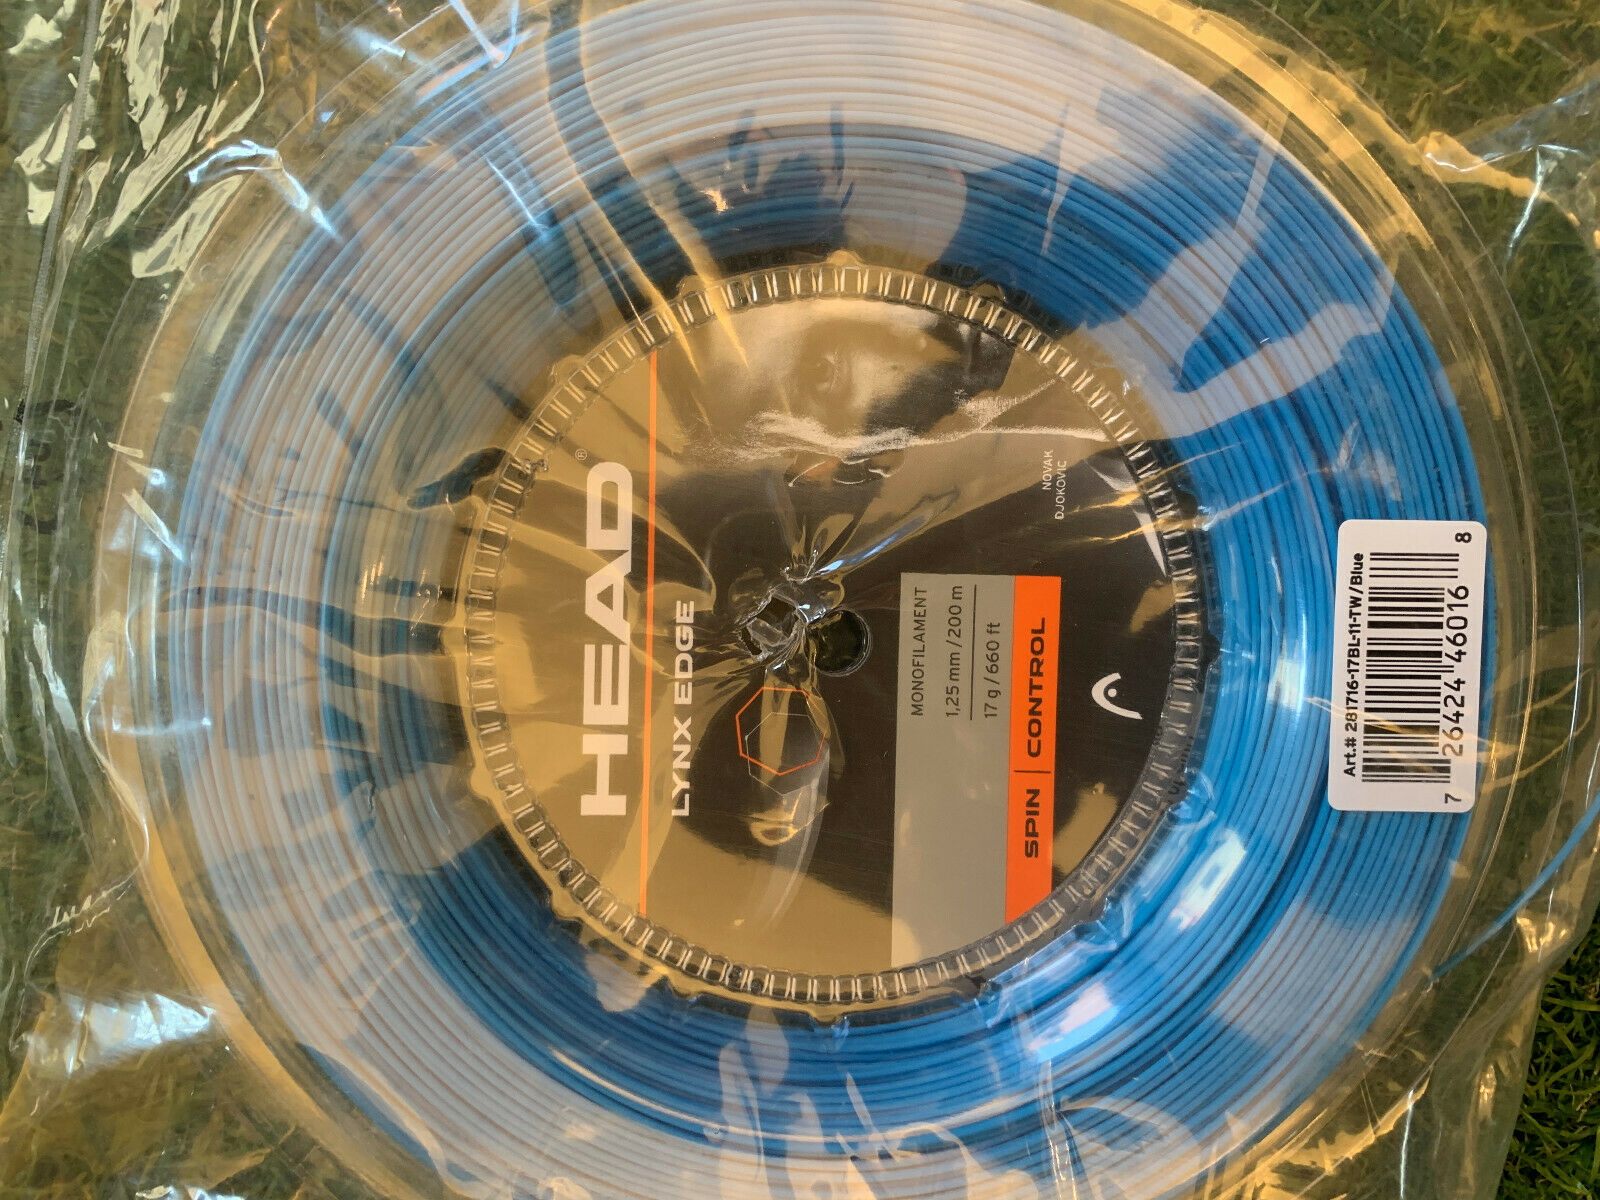 HEAD®
LYNX EDGE
MONOFILAMENT
1,25 mm / 200 m
17 g / 660 ft
SPIN | CONTROL
NOVAK
DJOKOVIC
Art.# 281716-17BL-11-TW/Blue
7 26424 46016 8